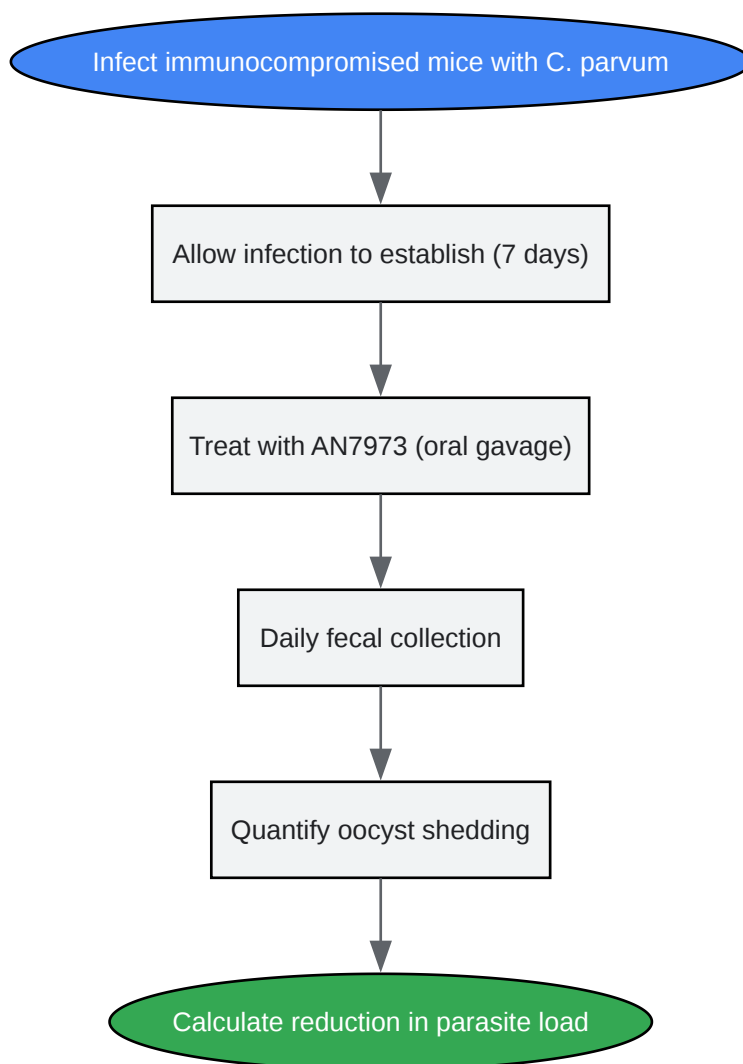 Infect immunocompromised mice with C. parvum
Allow infection to establish (7 days)
Treat with AN7973 (oral gavage)
Daily fecal collection
Quantify oocyst shedding
Calculate reduction in parasite load